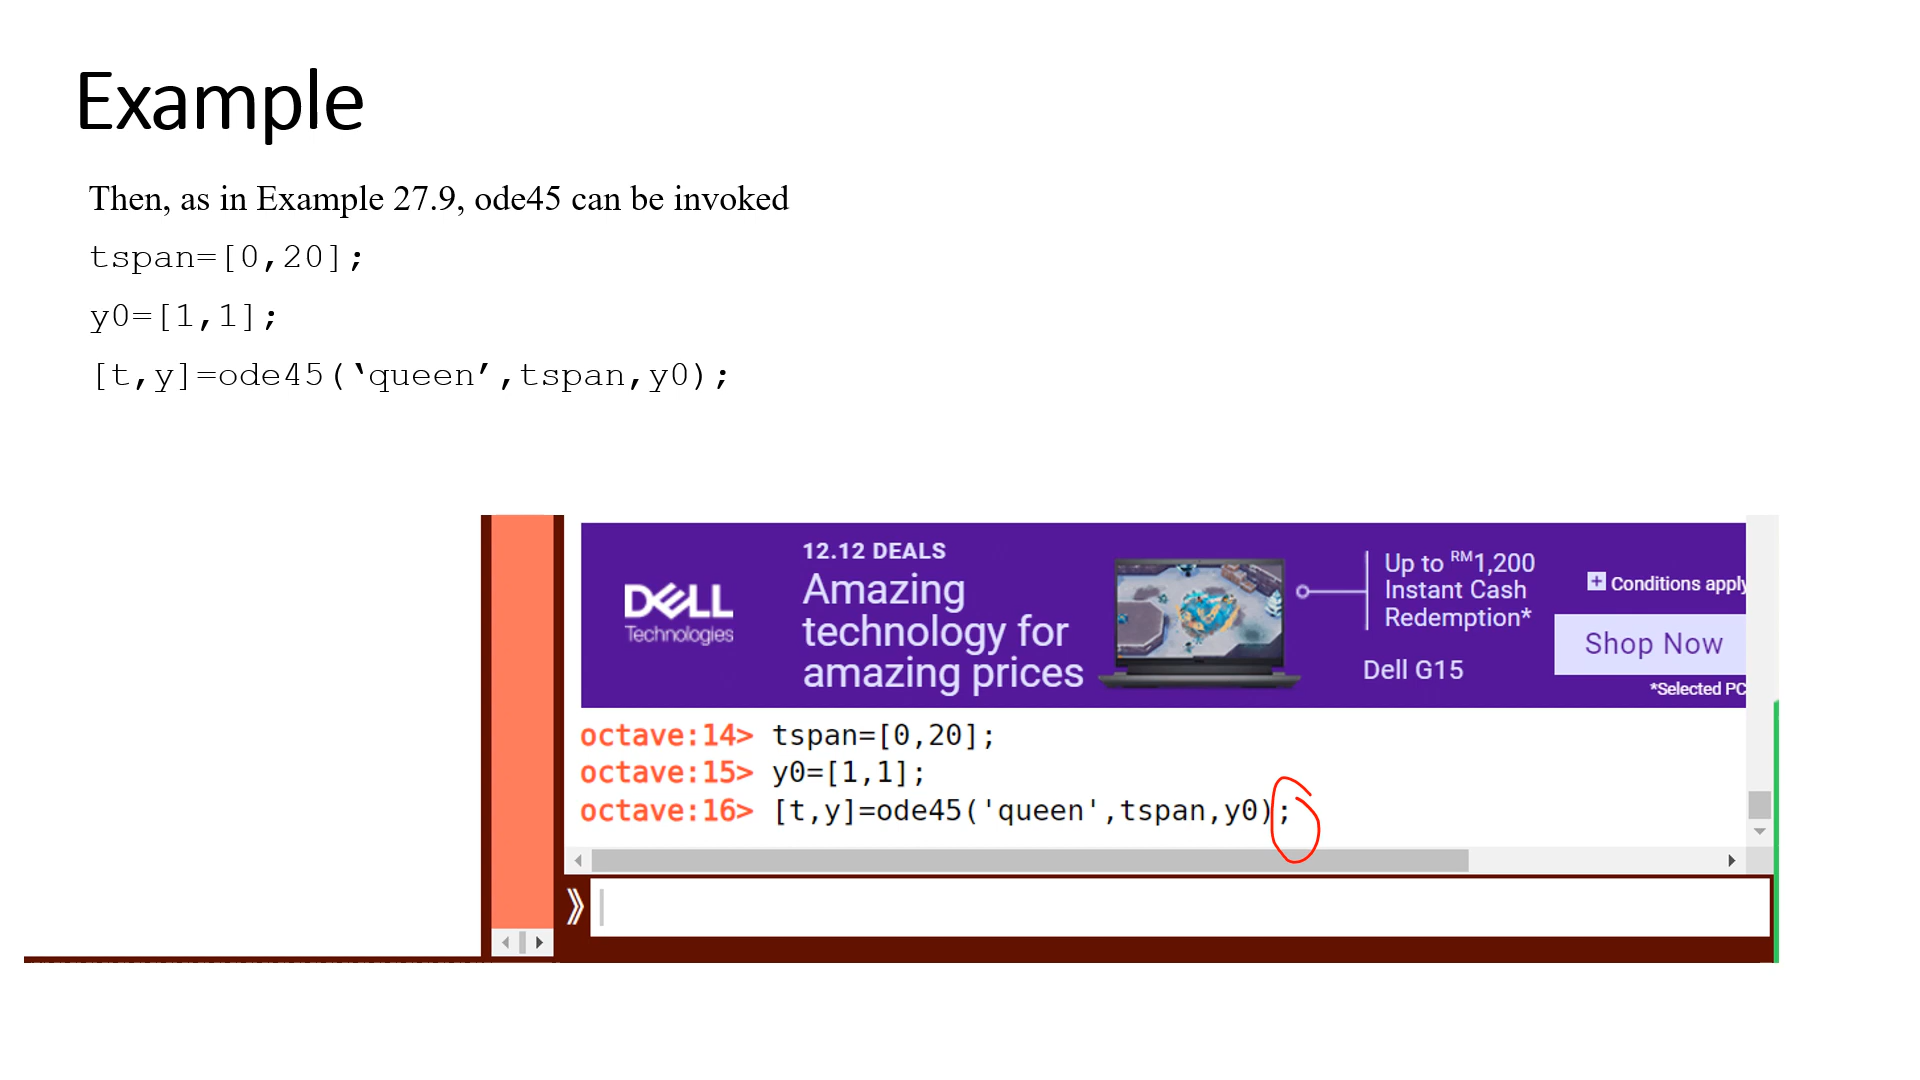 Example
Then, as in Example 27.9, ode45 can be invoked
tspan=[0,20];
y0=[1,1];
[t,y]=ode45(‘queen’,tspan,y0);
DELL
Technologies
12.12 DEALS
Amazing
technology for
amazing prices
Up to RM1,200
Instant Cash
Redemption*
Dell G15
Conditions apply
Shop Now
*Selected PC
octave:14> tspan=[0,20];
octave:15> y0=[1,1];
octave:16> [t,y]=ode45('queen',tspan,y0);